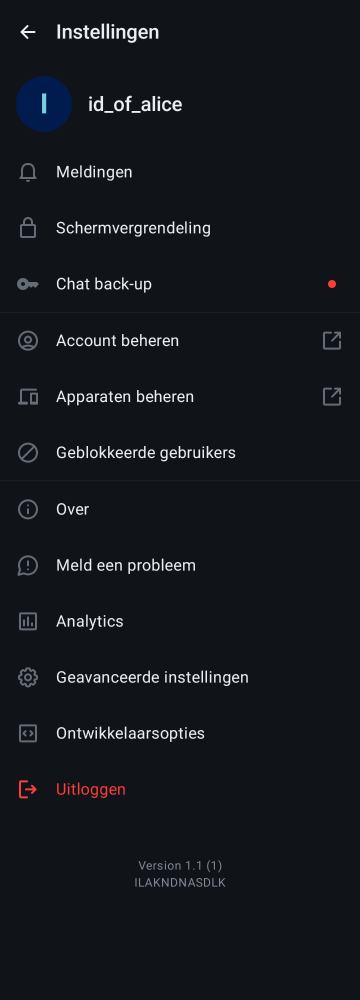 Instellingen
I
id_of_alice
Meldingen
Schermvergrendeling
Chat back-up
Account beheren
Apparaten beheren
Geblokkeerde gebruikers
Over
Meld een probleem
Analytics
Geavanceerde instellingen
Ontwikkelaarsopties
Uitloggen
Version 1.1 (1)
ILAKNDNASDLK